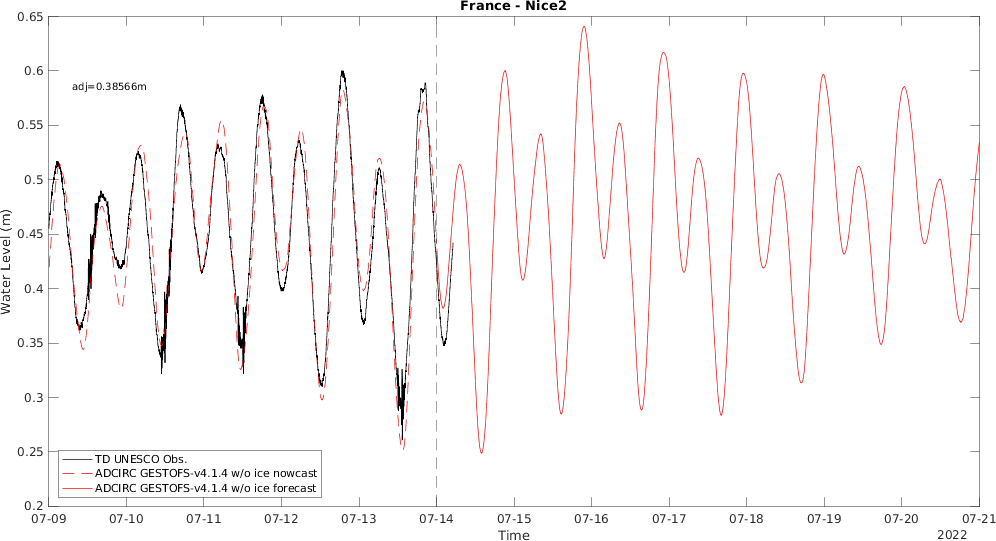 France - Nice2
0.65
0.6
0.55
0.5
0.45
0.4
0.35
0.3
0.25
0.2
Water Level (m)
adj=0.38566m
TD UNESCO Obs.
ADCIRC GESTOFS-v4.1.4 w/o ice nowcast
ADCIRC GESTOFS-v4.1.4 w/o ice forecast
07-09 07-10 07-11 07-12 07-13 07-14 07-15 07-16 07-17 07-18 07-19 07-20 07-21
Time
2022